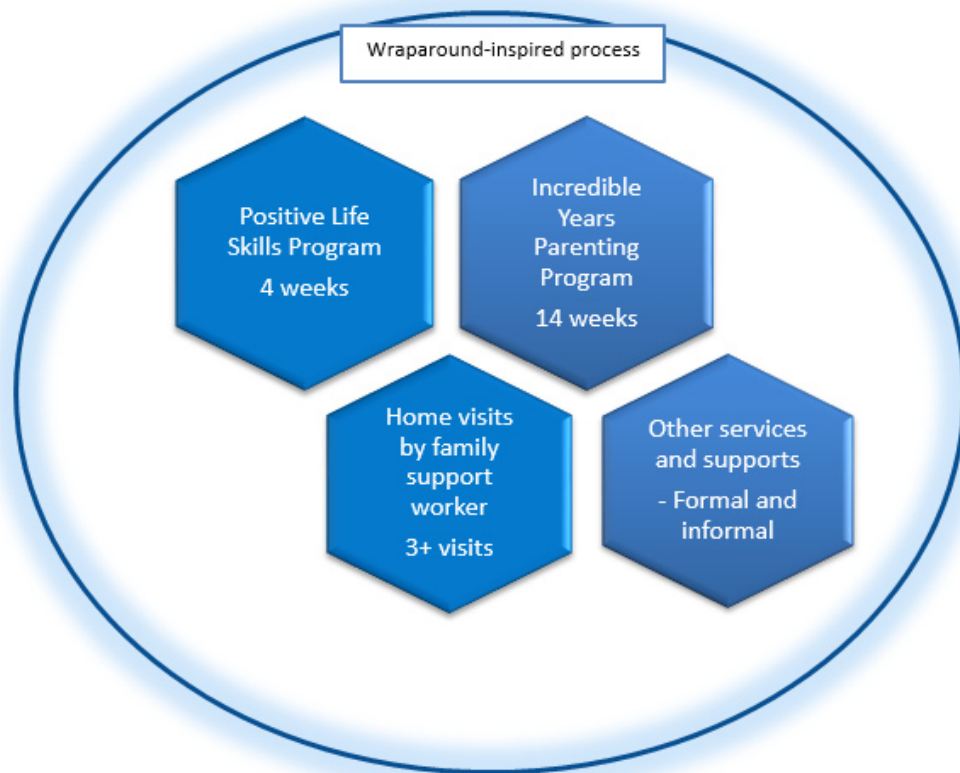 Wraparound-inspired process
Positive Life
Skills Program
4 weeks
Incredible
Years
Parenting
Program
14 weeks
Home visits
by family
support
worker
3+ visits
Other services
and supports
- Formal and
informal